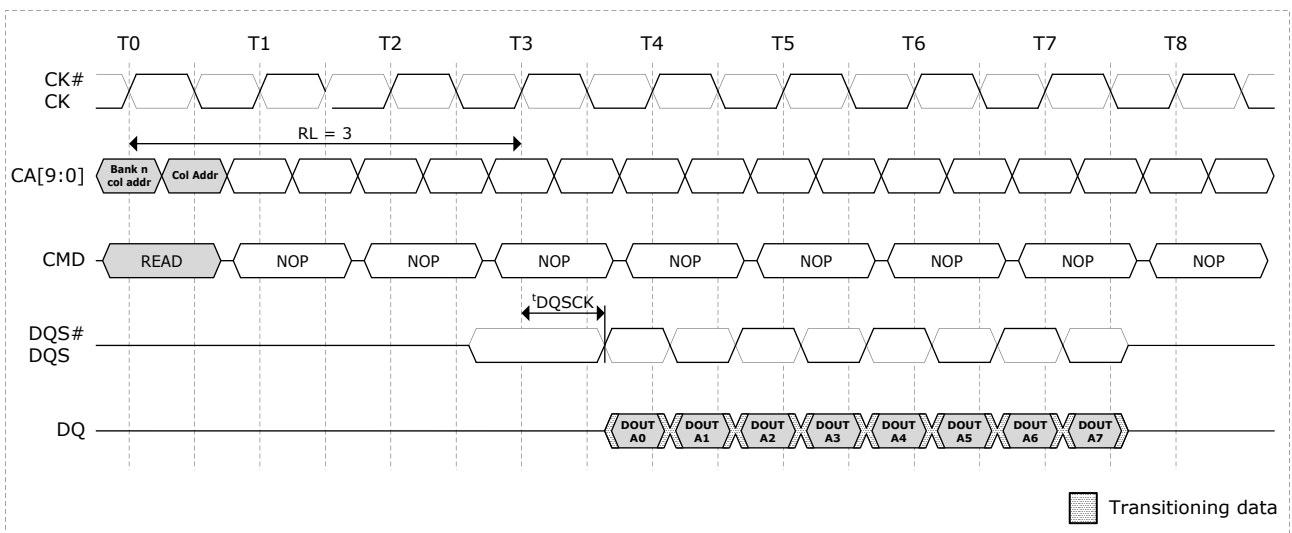 T0 T1 T2 T3 T4 T5 T6 T7 T8
CK#
CK
RL = 3
CA[9:0]
Bank n
col addr
Col Addr
CMD READ NOP NOP NOP NOP NOP NOP NOP NOP
tDQSCK
DQS#
DQS
DQ
DOUT A0
DOUT A1
DOUT A2
DOUT A3
DOUT A4
DOUT A5
DOUT A6
DOUT A7
Transitioning data